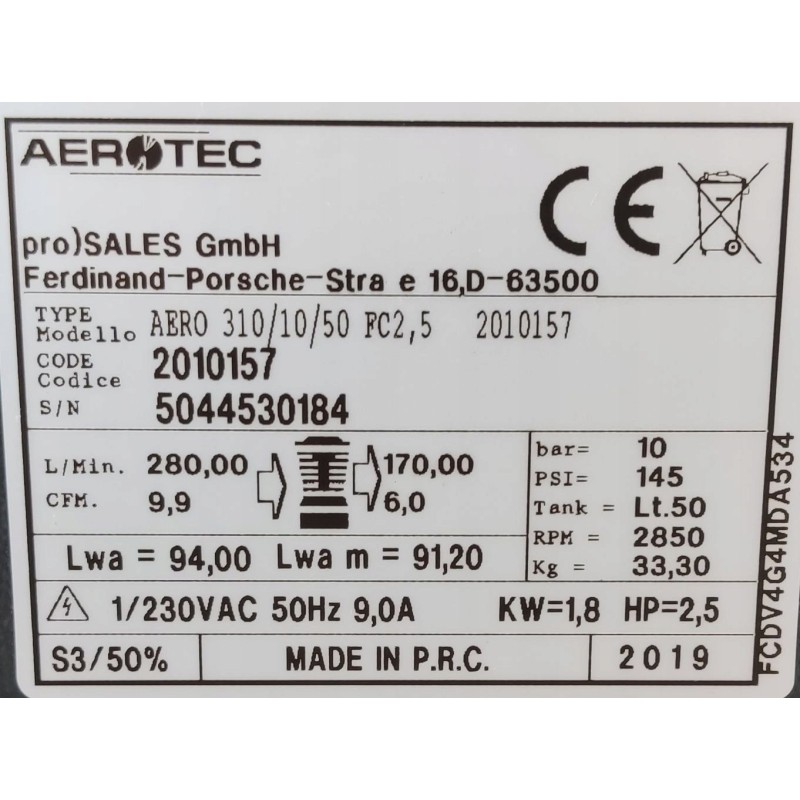 AEROTEC
CE
pro)SALES GmbH
Ferdinand-Porsche-Stra e 16,D-63500
TYPE
Modello AERO 310/10/50 FC2,5 2010157
CODE
Codice 2010157
S/N 5044530184
L/Min. 280,00 170,00
CFM. 9,9 6,0
bar= 10
PSI= 145
Tank = Lt.50
RPM = 2850
Kg = 33,30
Lwa = 94,00 Lwa m = 91,20
1/230VAC 50Hz 9,0A KW=1,8 HP=2,5
S3/50% MADE IN P.R.C. 2019
FCDV4G4MDA534